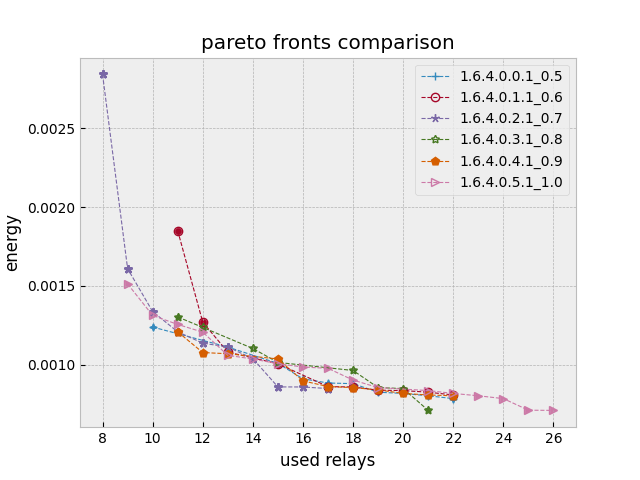 pareto fronts comparison
1.6.4.0.0.1_0.5
1.6.4.0.1.1_0.6
1.6.4.0.2.1_0.7
1.6.4.0.3.1_0.8
1.6.4.0.4.1_0.9
1.6.4.0.5.1_1.0
energy
0.0025
0.0020
0.0015
0.0010
8 10 12 14 16 18 20 22 24 26
used relays